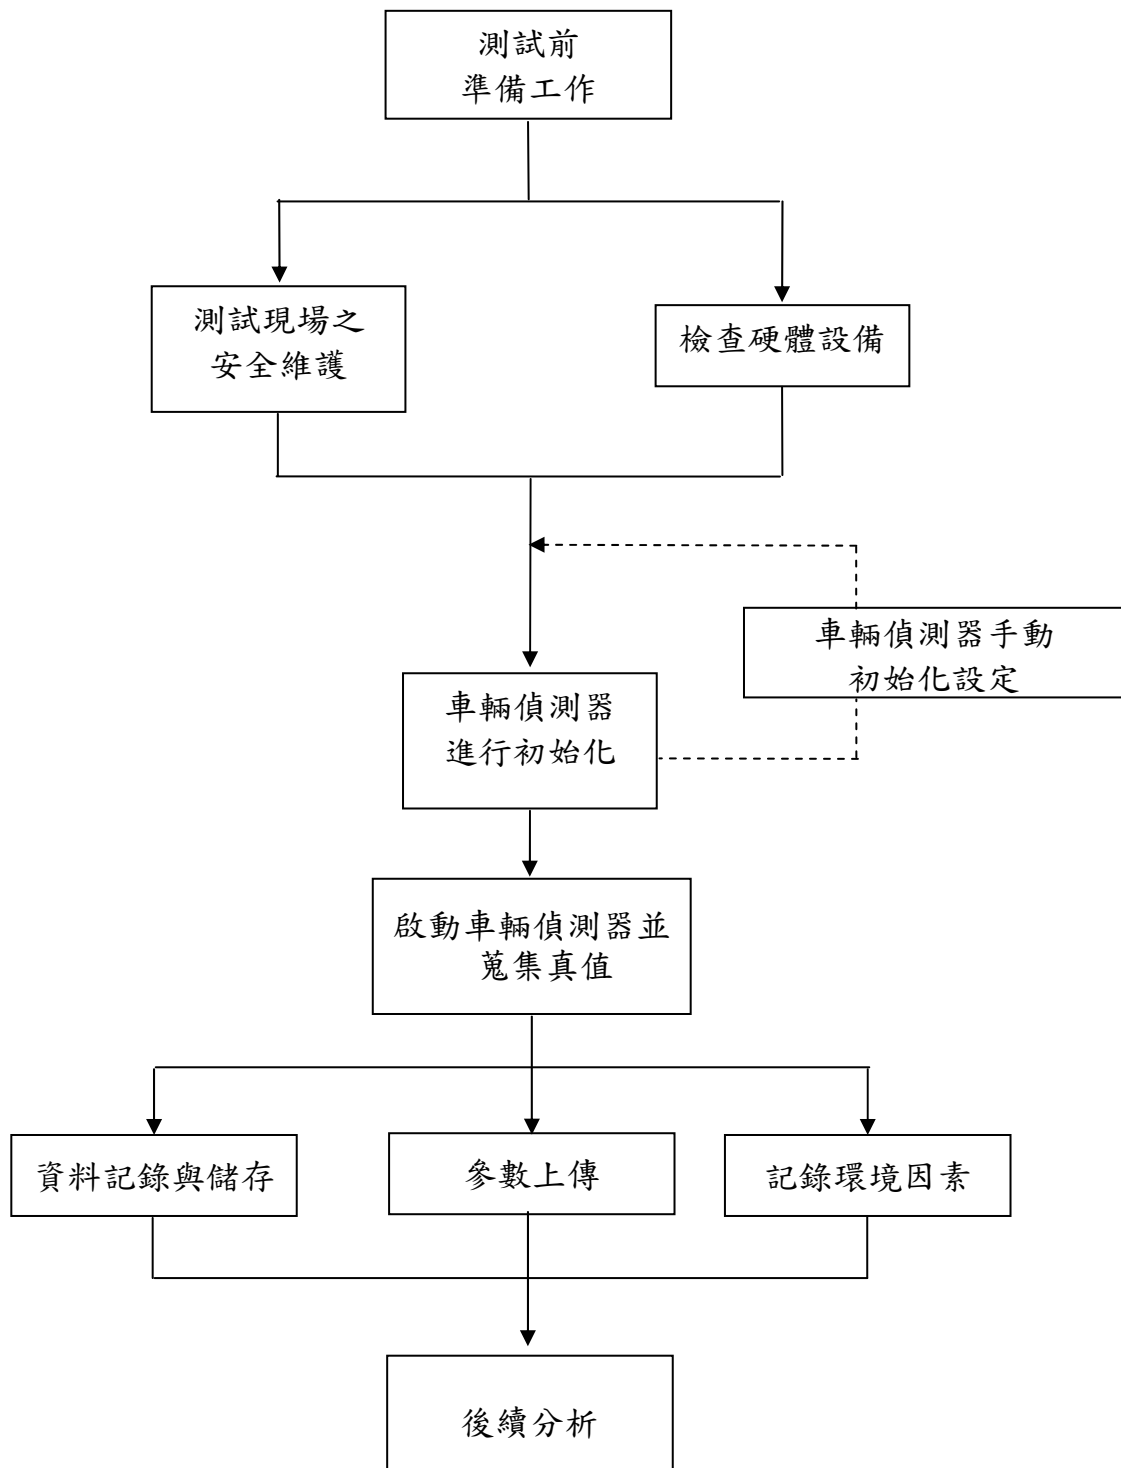 測試前
準備工作
測試現場之
安全維護
檢查硬體設備
車輛偵測器手動
初始化設定
車輛偵測器
進行初始化
啟動車輛偵測器並
蒐集真值
資料記錄與儲存
參數上傳
記錄環境因素
後續分析